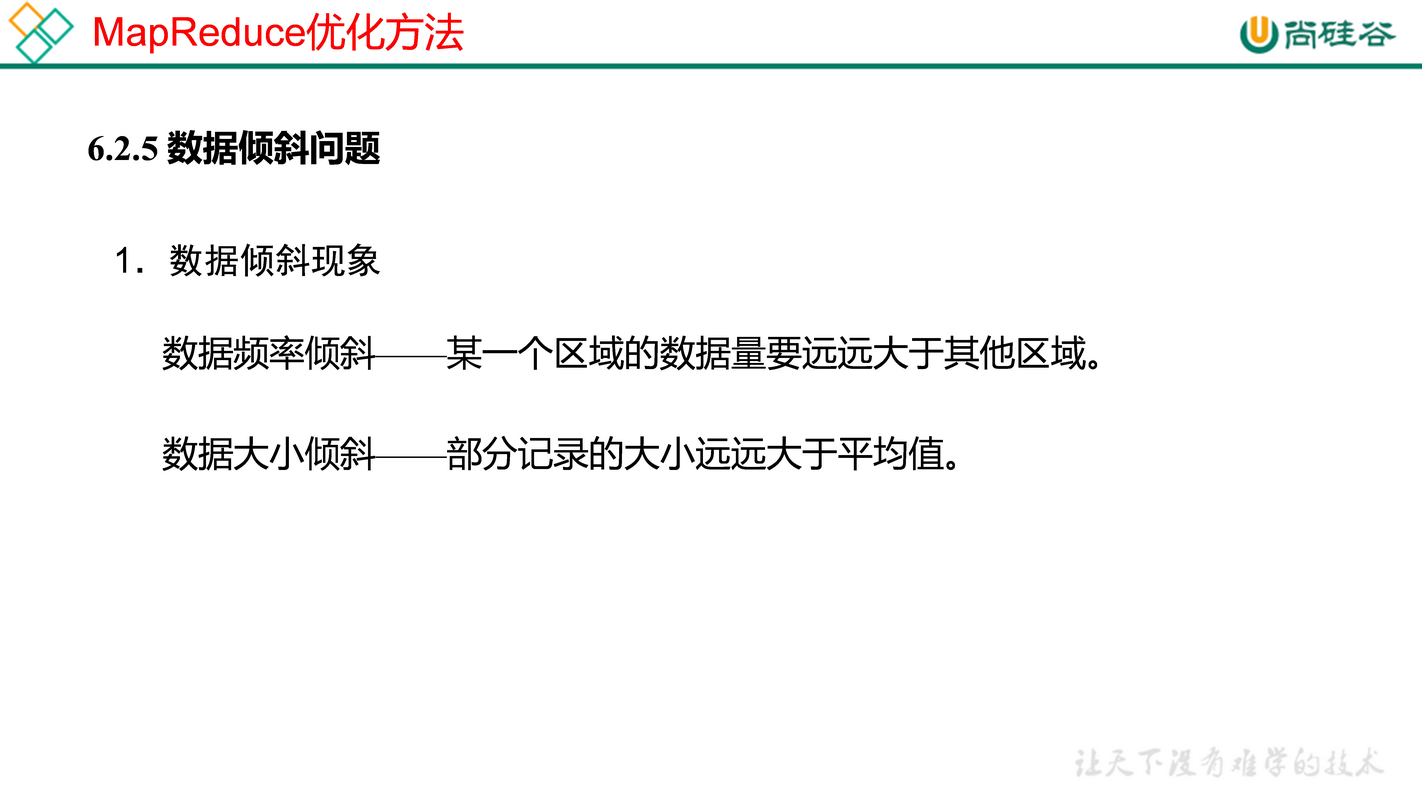 MapReduce优化方法
尚硅谷
6.2.5 数据倾斜问题
1．数据倾斜现象
数据频率倾斜——某一个区域的数据量要远远大于其他区域。
数据大小倾斜——部分记录的大小远远大于平均值。
让天下没有难学的技术